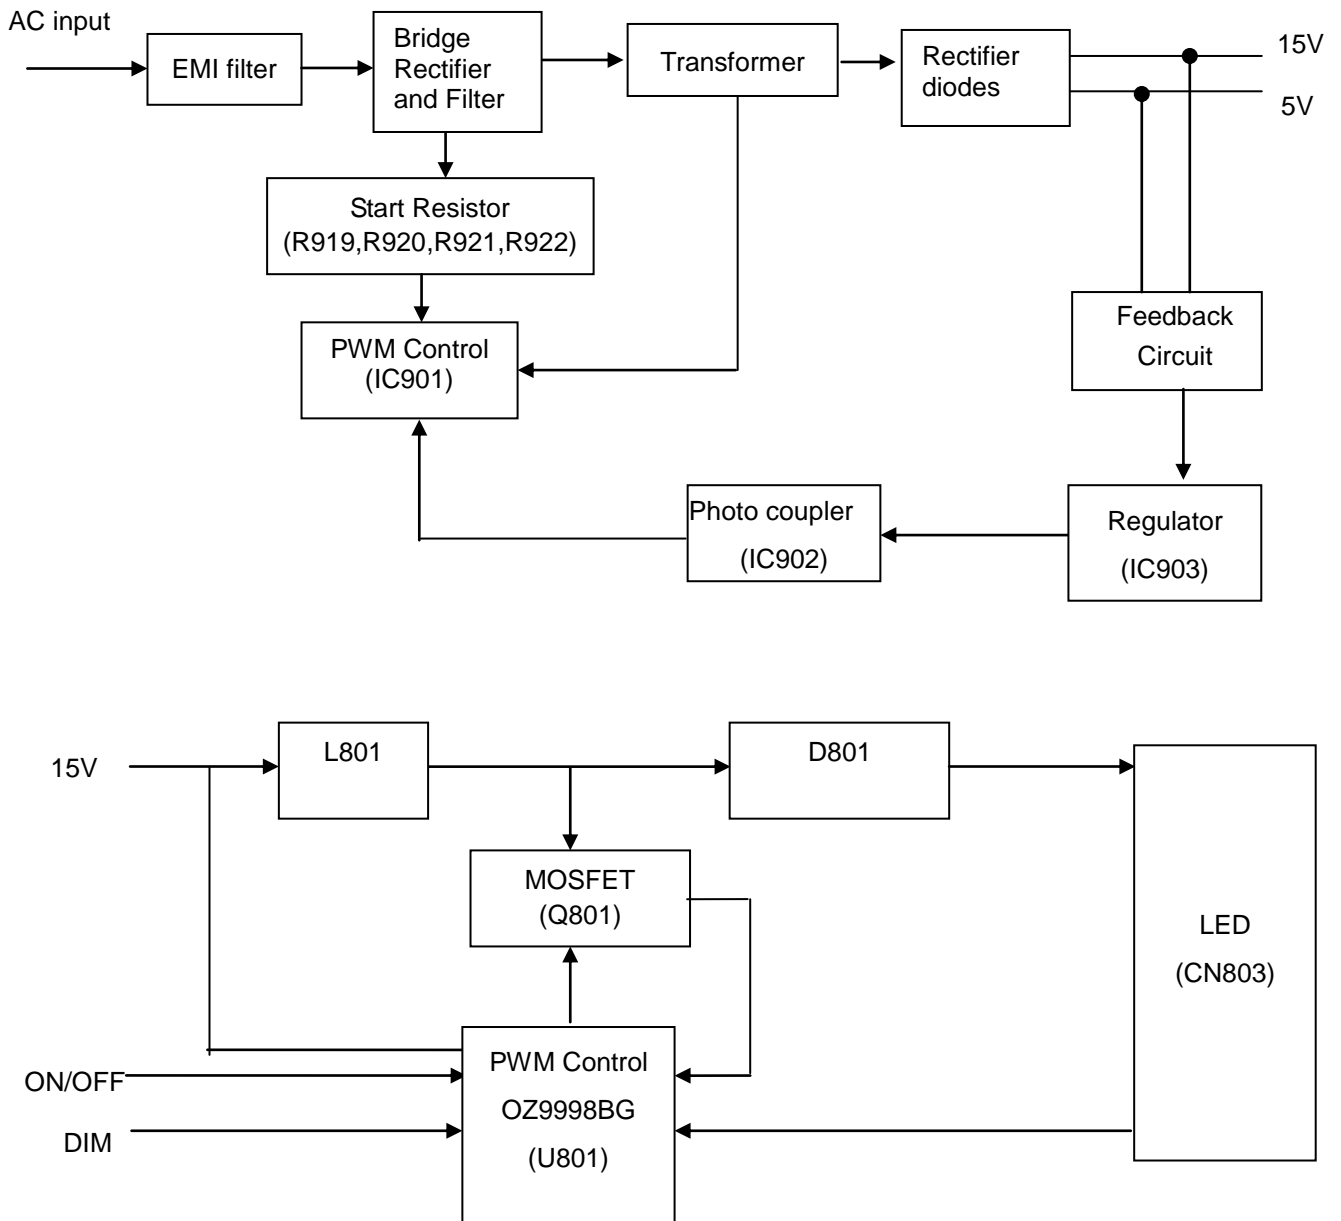 AC input
EMI filter
Bridge
Rectifier
and Filter
Transformer
Rectifier
diodes
15V
5V
Start Resistor
(R919,R920,R921,R922)
PWM Control
(IC901)
Feedback
Circuit
Photo coupler
(IC902)
Regulator
(IC903)
15V
L801
D801
MOSFET
(Q801)
LED
(CN803)
ON/OFF
DIM
PWM Control
OZ9998BG
(U801)